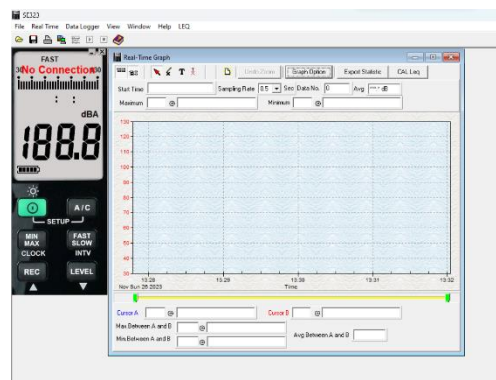 SE323
File Real Time Data Logger View Window Help LEQ
FAST
No Connection
dBA
188.8
A/C
SETUP
MIN MAX
FAST SLOW
CLOCK
INTV
REC
LEVEL
Real-Time Graph
T
Undo Zoom
Graph Option
Export Statistic
CAL Leq
Start Time
Sampling Rate 0.5 Sec
Data No. 0
Avg ---.- dB
Maximum @
Minimum @
130
120
110
100
90
80
70
60
50
40
30
13:28 13:29 13:30 13:31 13:32
Nov Sun 26 2023
Time
Cursor A @
Cursor B @
Max Between A and B @
Min Between A and B @
Avg Between A and B